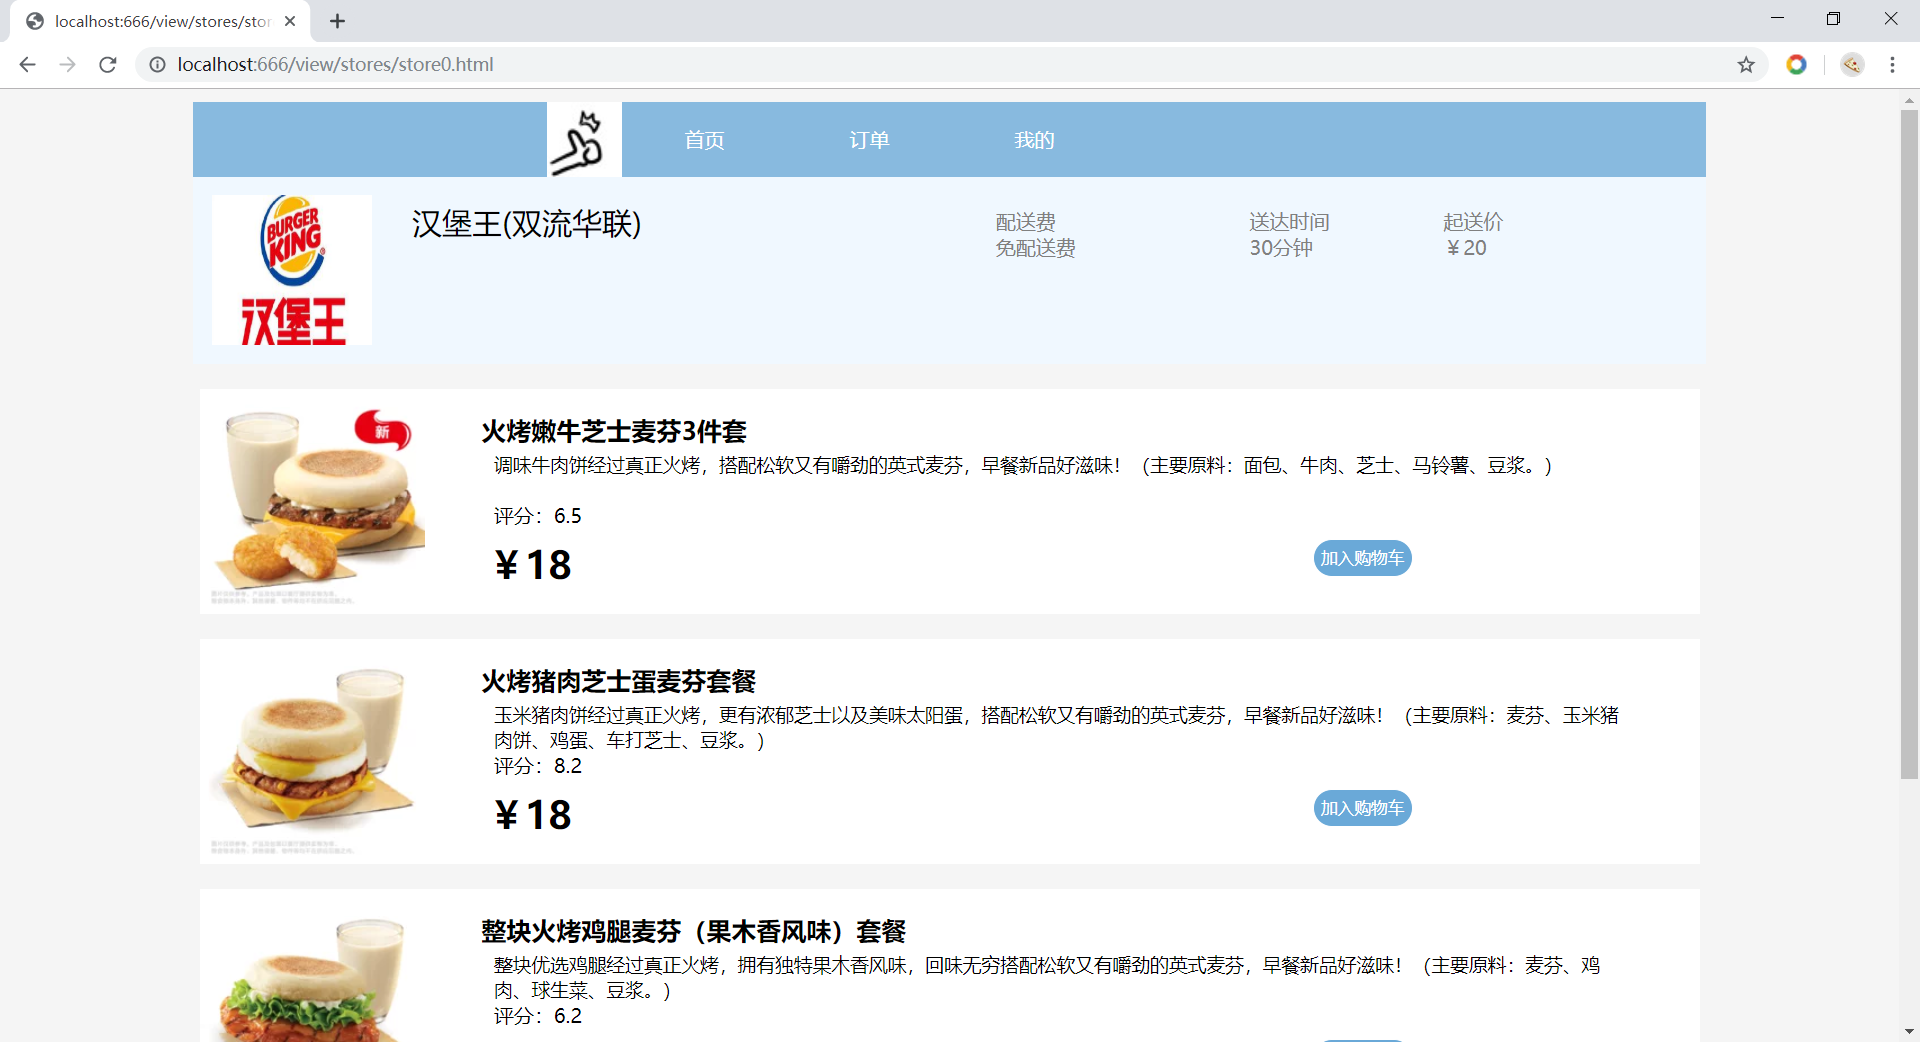 localhost:666/view/stores/stor
localhost:666/view/stores/store0.html
首页
订单
我的
BURGER
KING
汉堡王
汉堡王(双流华联)
配送费
免配送费
送达时间
30分钟
起送价
￥20
新
火烤嫩牛芝士麦芬3件套
调味牛肉饼经过真正火烤，搭配松软又有嚼劲的英式麦芬，早餐新品好滋味！（主要原料：面包、牛肉、芝士、马铃薯、豆浆。）
评分：6.5
￥18
加入购物车
火烤猪肉芝士蛋麦芬套餐
玉米猪肉饼经过真正火烤，更有浓郁芝士以及美味太阳蛋，搭配松软又有嚼劲的英式麦芬，早餐新品好滋味！（主要原料：麦芬、玉米猪
肉饼、鸡蛋、车打芝士、豆浆。）
评分：8.2
￥18
加入购物车
整块火烤鸡腿麦芬（果木香风味）套餐
整块优选鸡腿经过真正火烤，拥有独特果木香风味，回味无穷搭配松软又有嚼劲的英式麦芬，早餐新品好滋味！（主要原料：麦芬、鸡
肉、球生菜、豆浆。）
评分：6.2